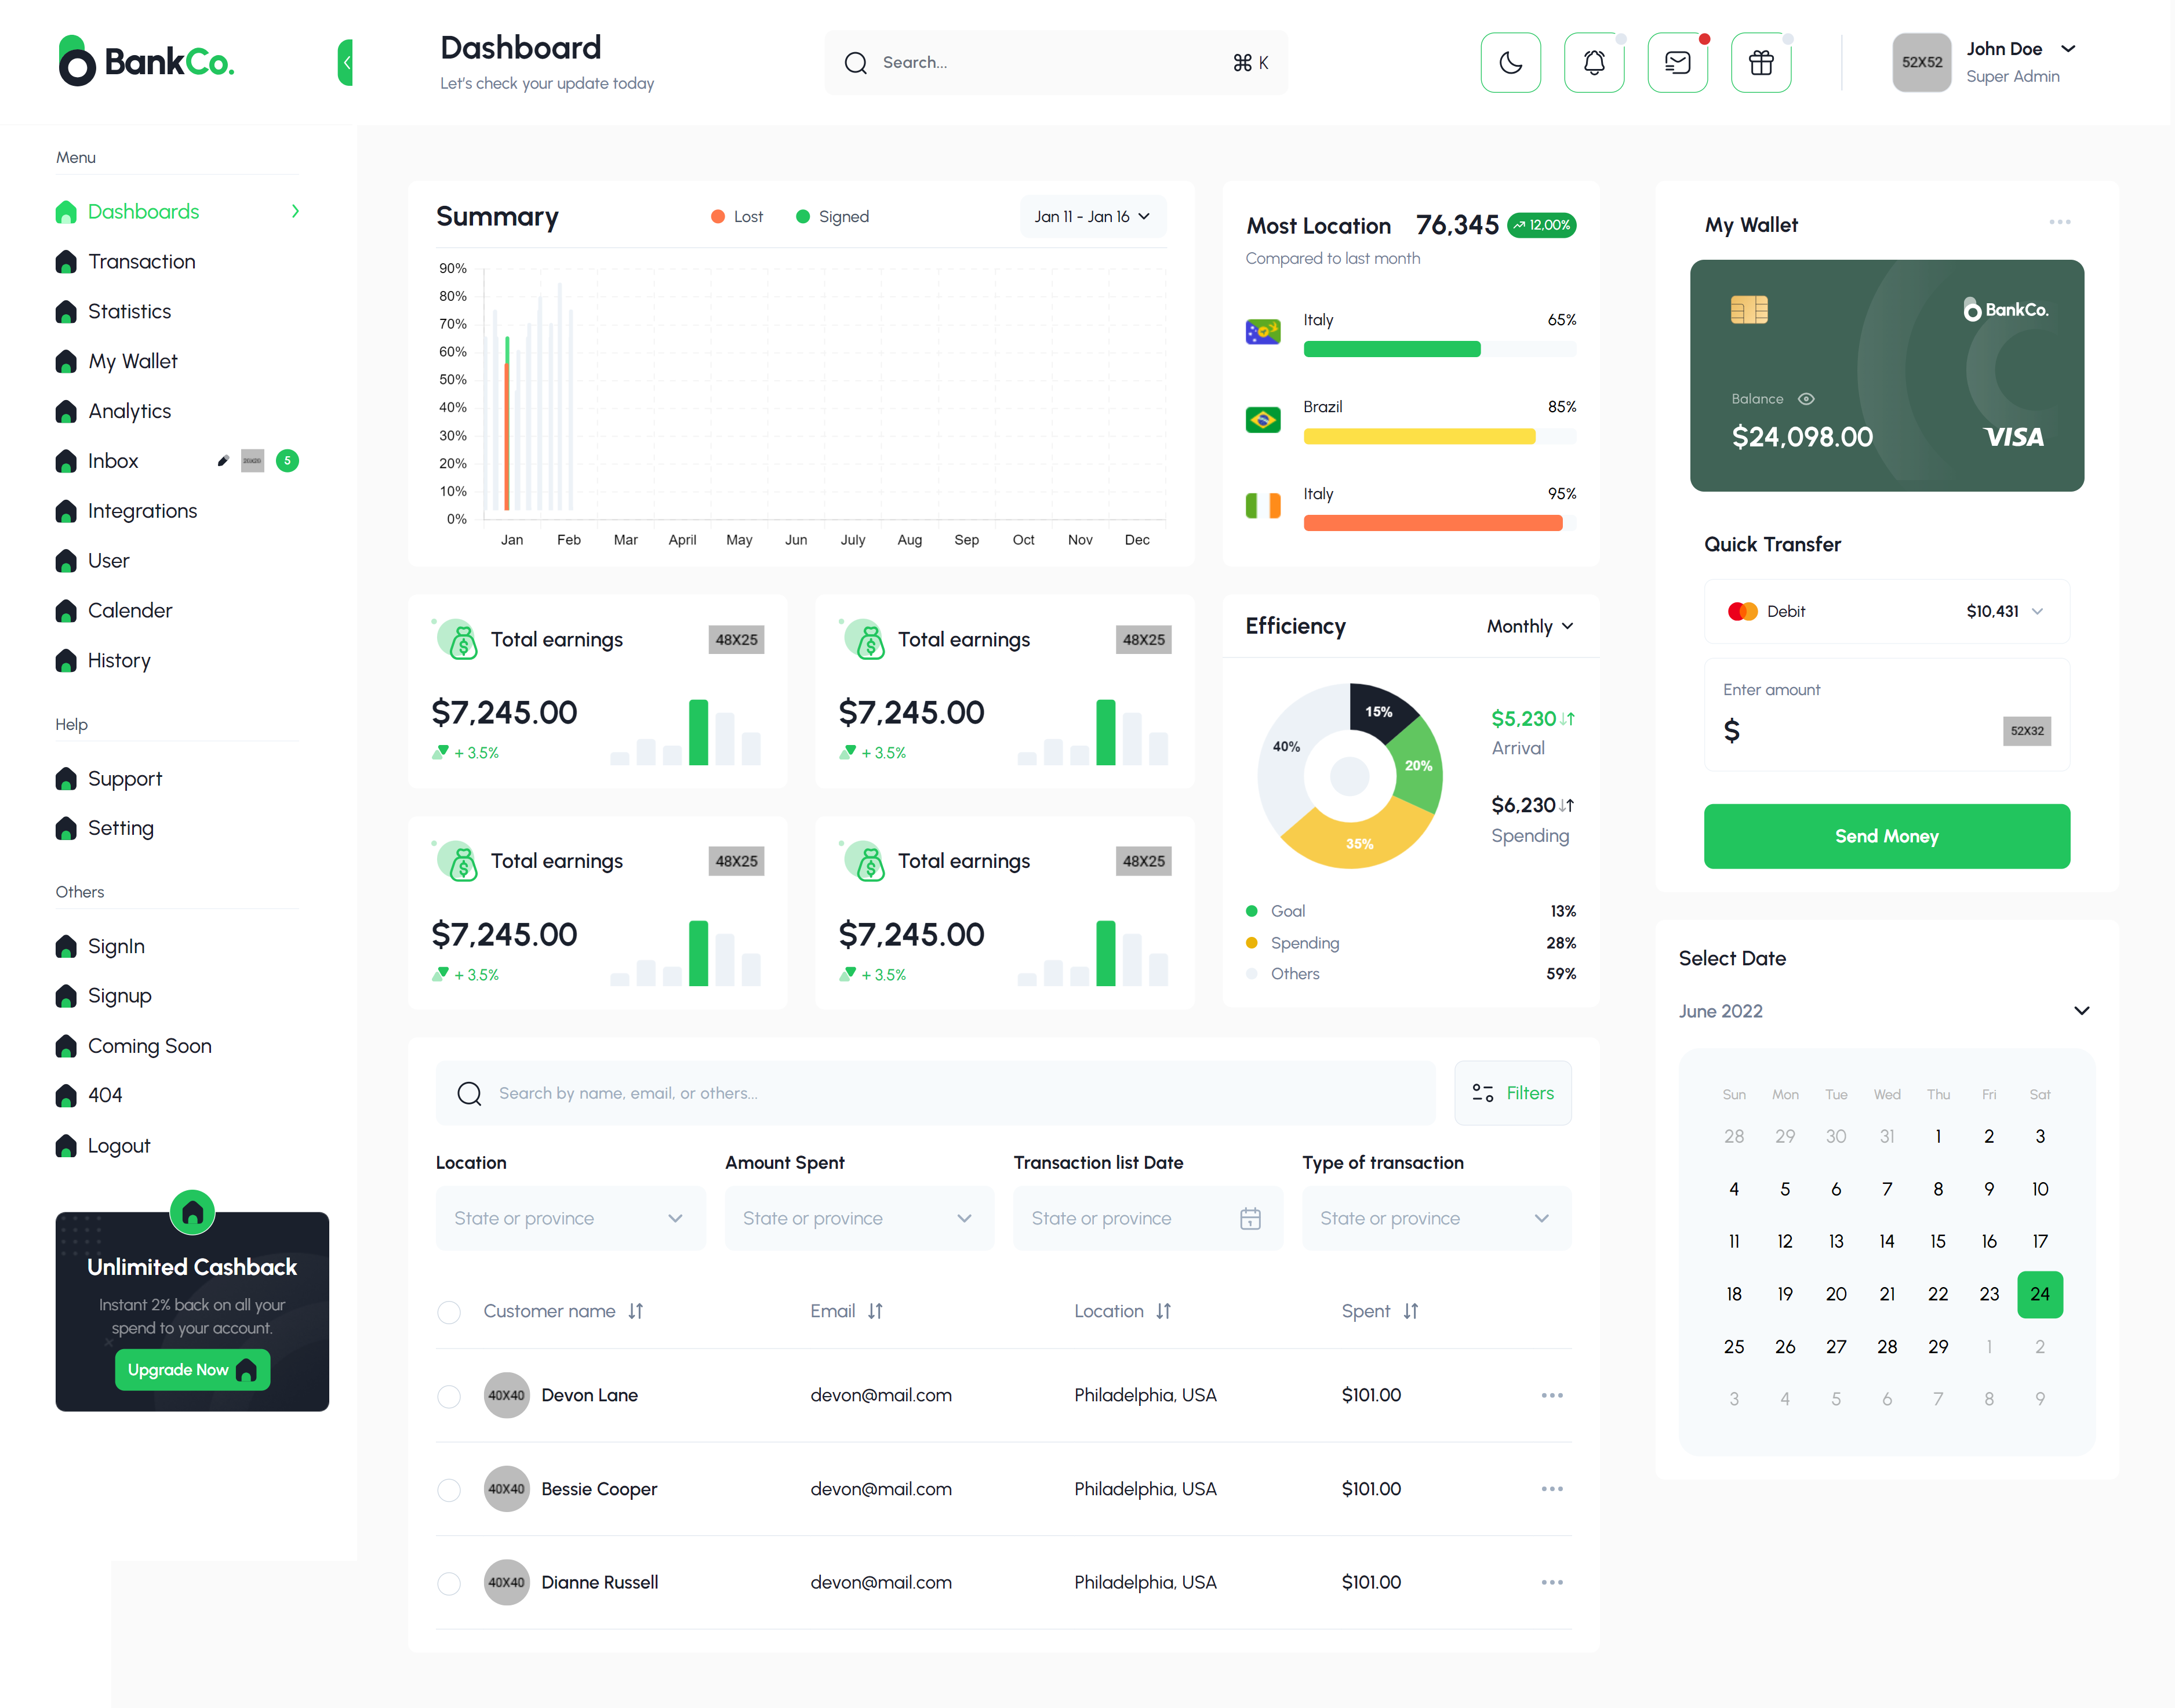 BankCo.
Dashboard
Let's check your update today
Search...
⌘ K
52X52
John Doe
Super Admin
Menu
Dashboards
Transaction
Statistics
My Wallet
Analytics
Inbox
5
Integrations
User
Calender
History
Help
Support
Setting
Others
SignIn
Signup
Coming Soon
404
Logout
Unlimited Cashback
Instant 2% back on all your
spend to your account.
Upgrade Now
Summary
Lost
Signed
Jan 11 - Jan 16
90%
80%
70%
60%
50%
40%
30%
20%
10%
0%
Jan Feb Mar April May Jun July Aug Sep Oct Nov Dec
Most Location
76,345
12,00%
Compared to last month
Italy 65%
Brazil 85%
Italy 95%
Total earnings
48X25
$7,245.00
+ 3.5%
Total earnings
48X25
$7,245.00
+ 3.5%
Total earnings
48X25
$7,245.00
+ 3.5%
Total earnings
48X25
$7,245.00
+ 3.5%
Efficiency
Monthly
15%
20%
35%
40%
$5,230
Arrival
$6,230
Spending
Goal 13%
Spending 28%
Others 59%
My Wallet
BankCo.
Balance
$24,098.00
VISA
Quick Transfer
Debit
$10,431
Enter amount
$
52X32
Send Money
Select Date
June 2022
Sun Mon Tue Wed Thu Fri Sat
28 29 30 31 1 2 3
4 5 6 7 8 9 10
11 12 13 14 15 16 17
18 19 20 21 22 23 24
25 26 27 28 29 1 2
3 4 5 6 7 8 9
Search by name, email, or others...
Filters
Location
Amount Spent
Transaction list Date
Type of transaction
State or province
State or province
State or province
State or province
Customer name Email Location Spent
40X40 Devon Lane devon@mail.com Philadelphia, USA $101.00
40X40 Bessie Cooper devon@mail.com Philadelphia, USA $101.00
40X40 Dianne Russell devon@mail.com Philadelphia, USA $101.00